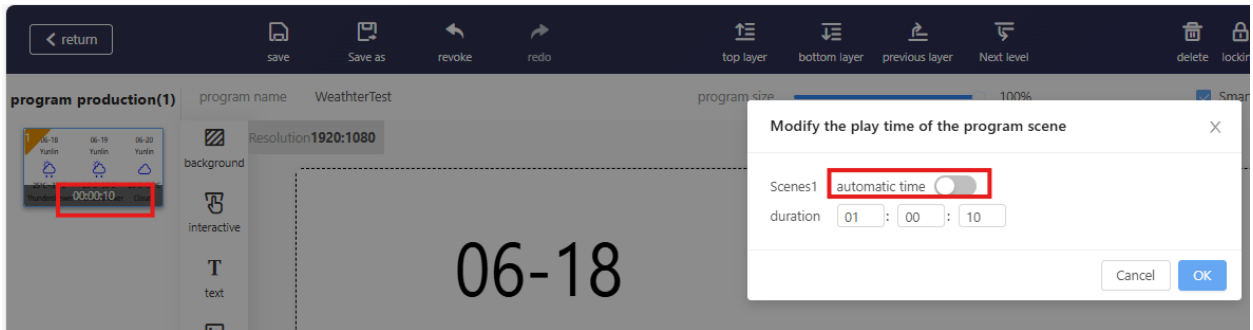 return
save
Save as
revoke
redo
top layer
bottom layer
previous layer
Next level
delete
lockin
program production(1)
program name WeathterTest
program size 100%
Smar
1
06-18 06-19 06-20
Yunlin Yunlin Yunlin
00:00:10
background
interactive
T
text
Resolution1920:1080
06-18
Modify the play time of the program scene
Scenes1 automatic time
duration 01 : 00 : 10
Cancel OK